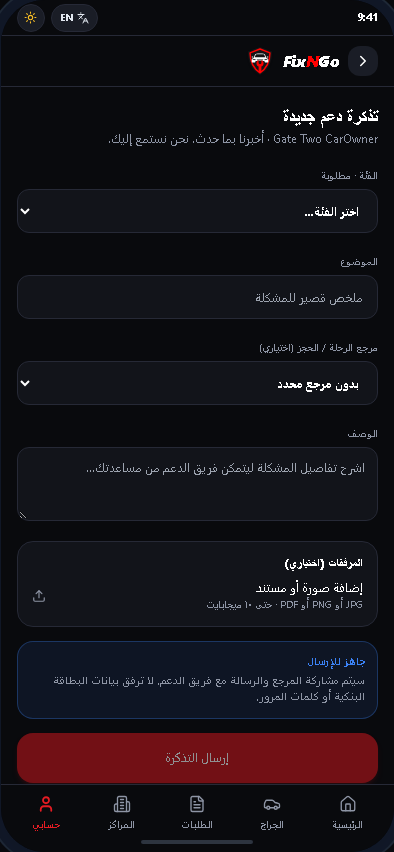 9:41
EN
FixNGo
تذكرة دعم جديدة
Gate Two CarOwner · أخبرنا بما حدث. نحن نستمع إليك.
الفئة · مطلوبة
اختر الفئة...
الموضوع
ملخص قصير للمشكلة
مرجع الرحلة / الحجز (اختياري)
بدون مرجع محدد
الوصف
اشرح تفاصيل المشكلة ليتمكن فريق الدعم من مساعدتك...
المرفقات (اختياري)
إضافة صورة أو مستند
JPG أو PNG أو PDF · حتى ١٠ ميجابايت
جاهز للإرسال
سيتم مشاركة المرجع والرسالة مع فريق الدعم. لا ترفق بيانات البطاقة
البنكية أو كلمات المرور.
إرسال التذكرة
الرئيسية
الجراج
الطلبات
المراكز
حسابي